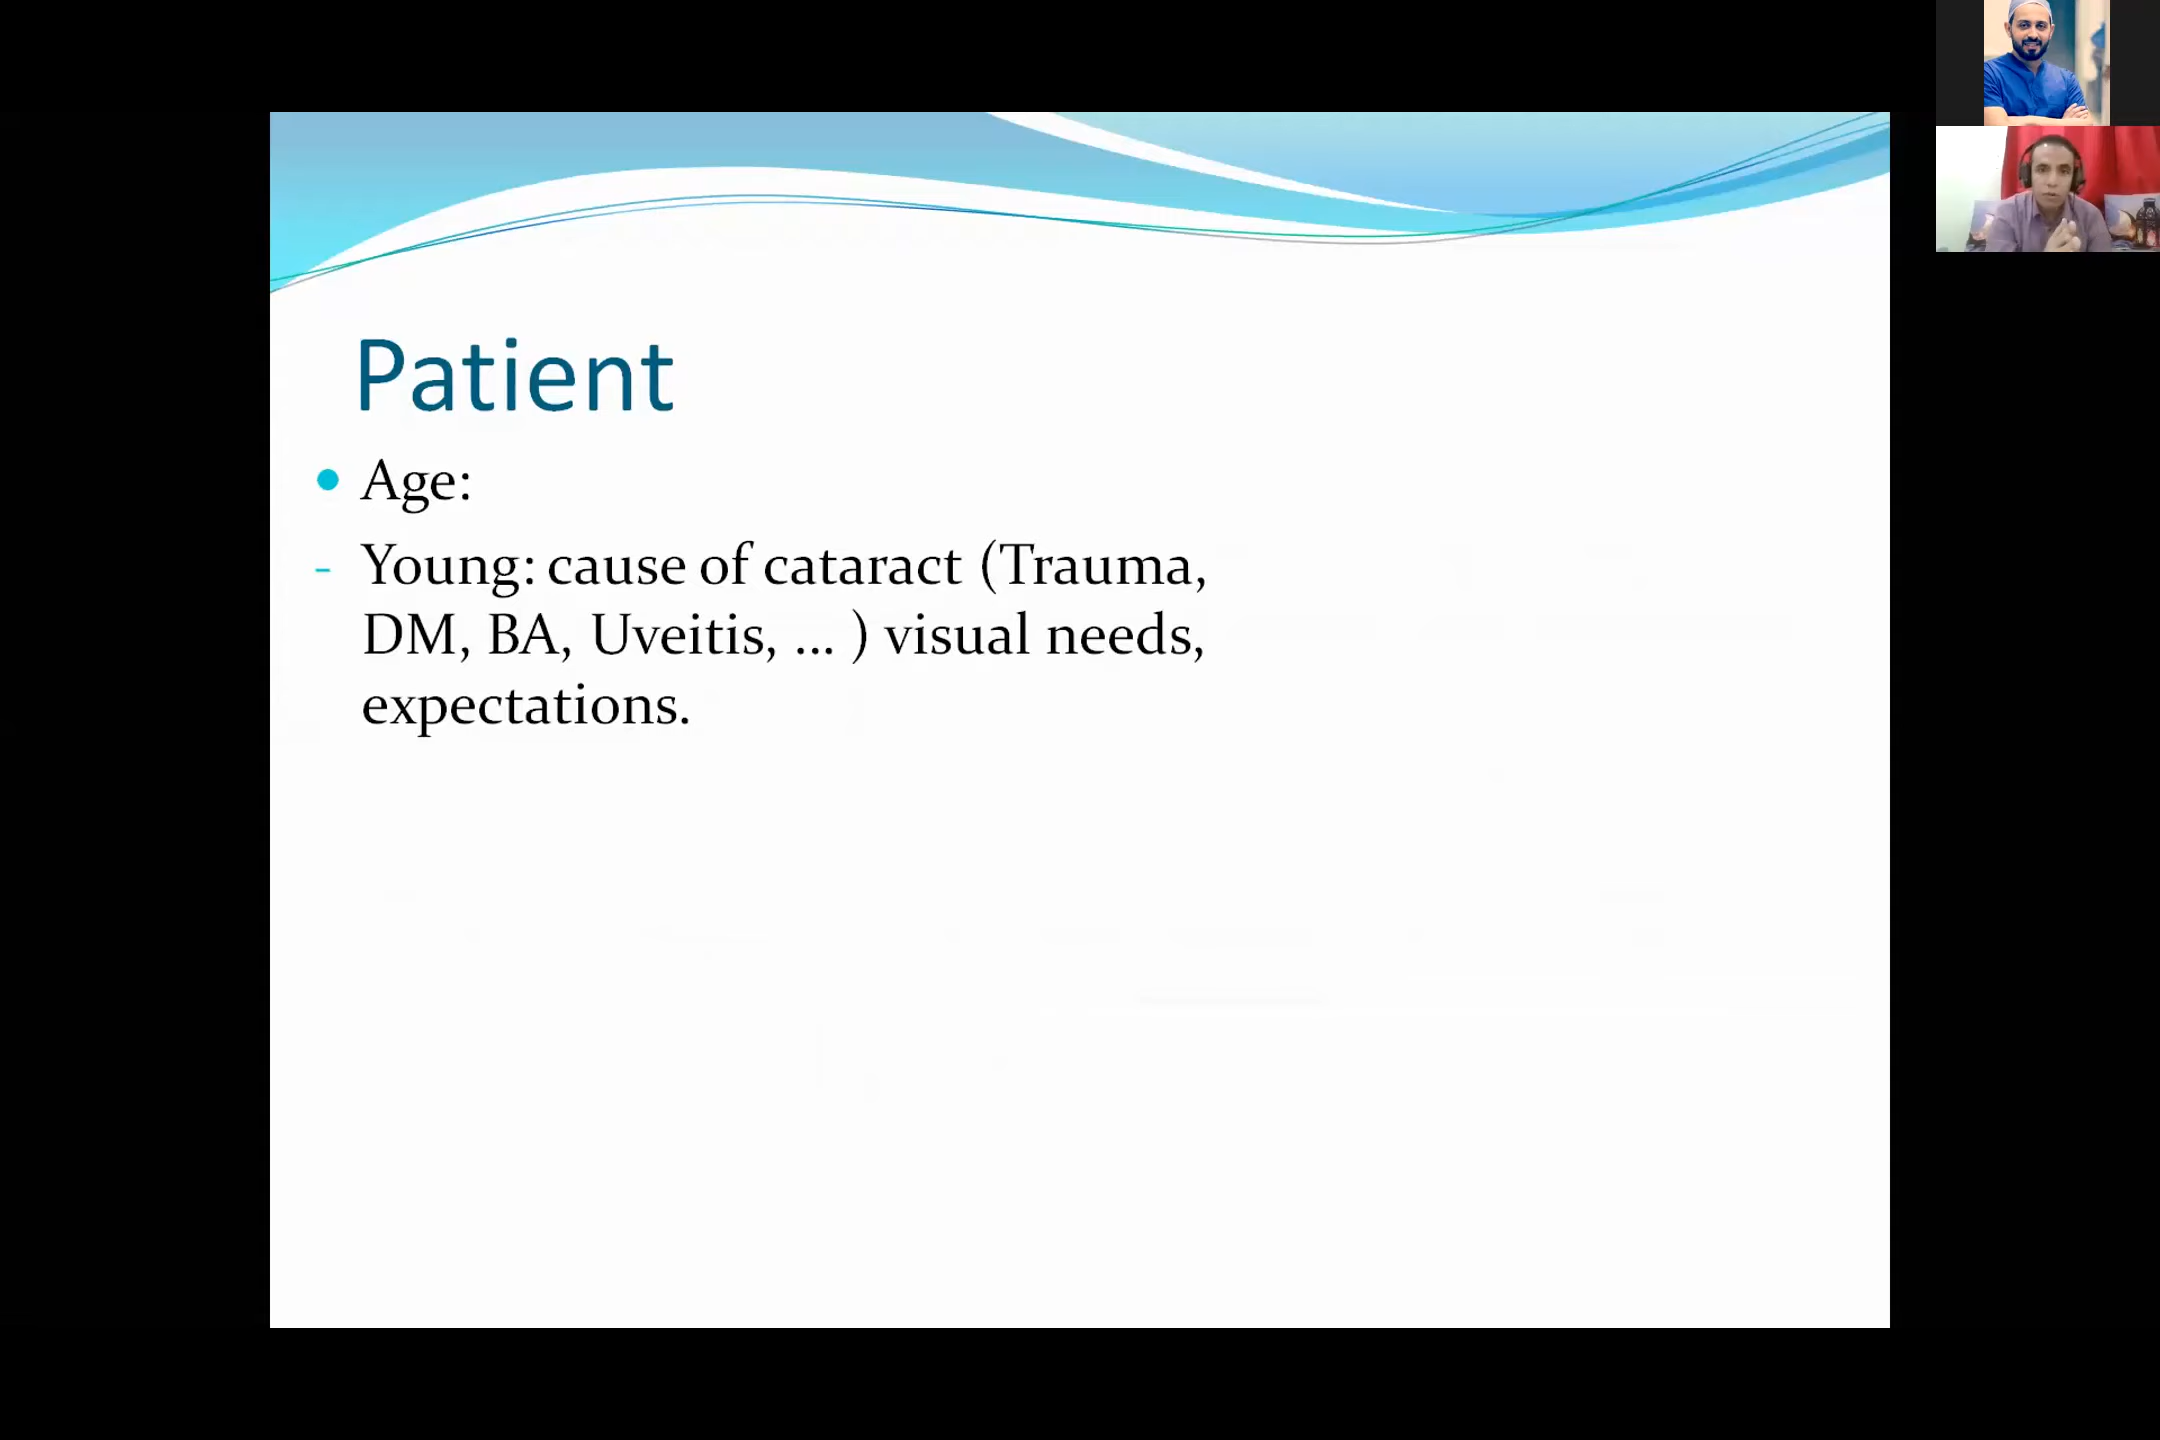 Patient
• Age:
- Young: cause of cataract (Trauma,
DM, BA, Uveitis, ... ) visual needs,
expectations.